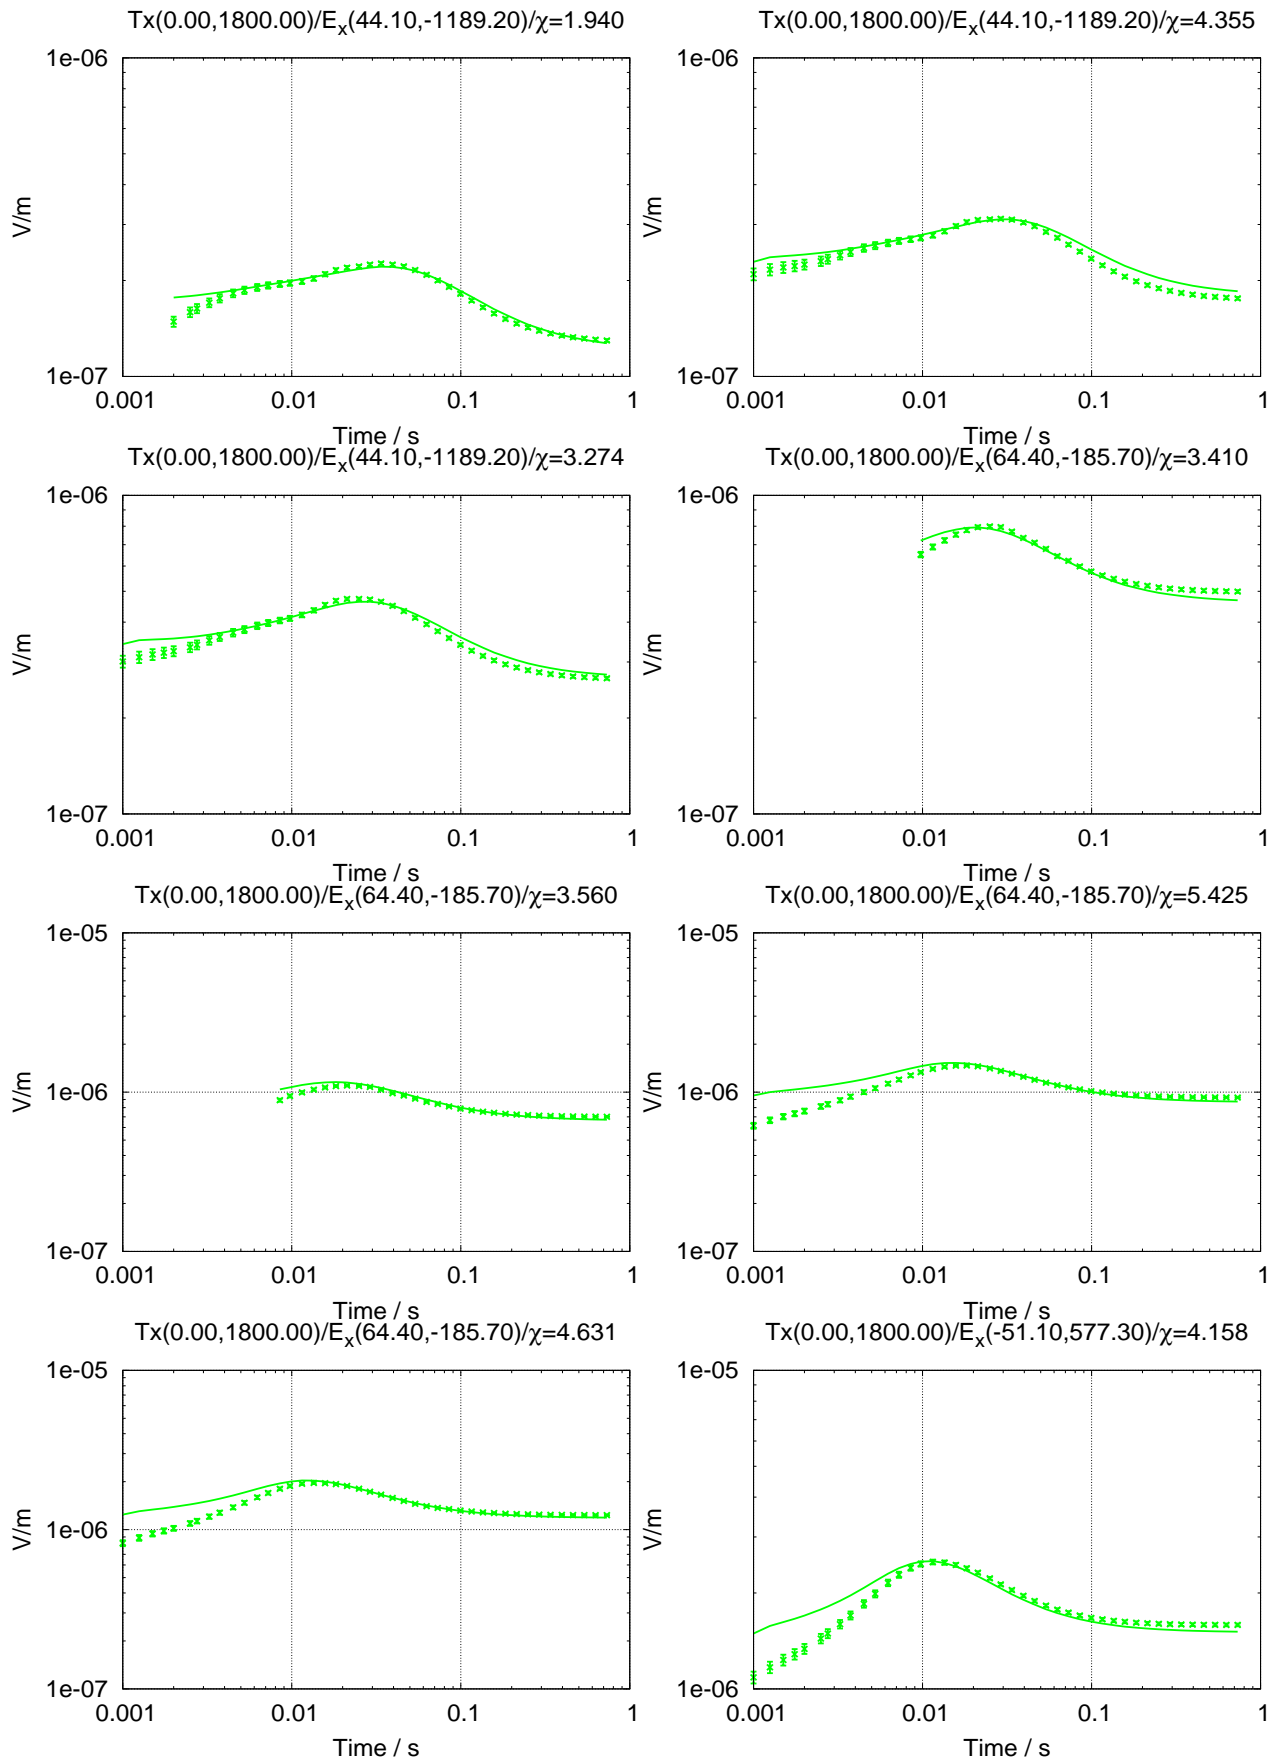 Tx(0.00,1800.00)/Ex(44.10,-1189.20)/χ=1.940
1e-06
V/m
1e-07
0.001 0.01 0.1 1
Time / s
Tx(0.00,1800.00)/Ex(44.10,-1189.20)/χ=4.355
1e-06
V/m
1e-07
0.001 0.01 0.1 1
Tx(0.00,1800.00)/Ex(44.10,-1189.20)/χ=3.274
1e-06
V/m
1e-07
0.001 0.01 0.1 1
Time / s
Time / s
Tx(0.00,1800.00)/Ex(64.40,-185.70)/χ=3.410
1e-06
V/m
1e-07
0.001 0.01 0.1 1
Time / s
Tx(0.00,1800.00)/Ex(64.40,-185.70)/χ=3.560
1e-05
1e-06
V/m
1e-07
0.001 0.01 0.1 1
Time / s
Tx(0.00,1800.00)/Ex(64.40,-185.70)/χ=5.425
1e-05
1e-06
V/m
1e-07
0.001 0.01 0.1 1
Time / s
Tx(0.00,1800.00)/Ex(64.40,-185.70)/χ=4.631
1e-05
1e-06
V/m
1e-07
0.001 0.01 0.1 1
Time / s
Tx(0.00,1800.00)/Ex(-51.10,577.30)/χ=4.158
1e-05
V/m
1e-06
0.001 0.01 0.1 1
Time / s